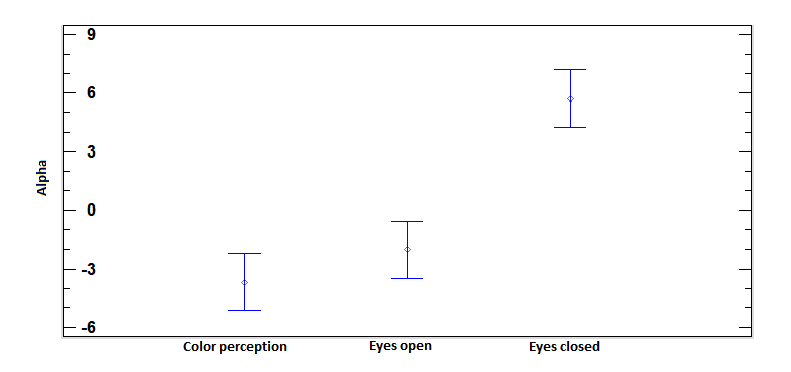 9
6
3
0
-3
-6
Alpha
Color perception
Eyes open
Eyes closed